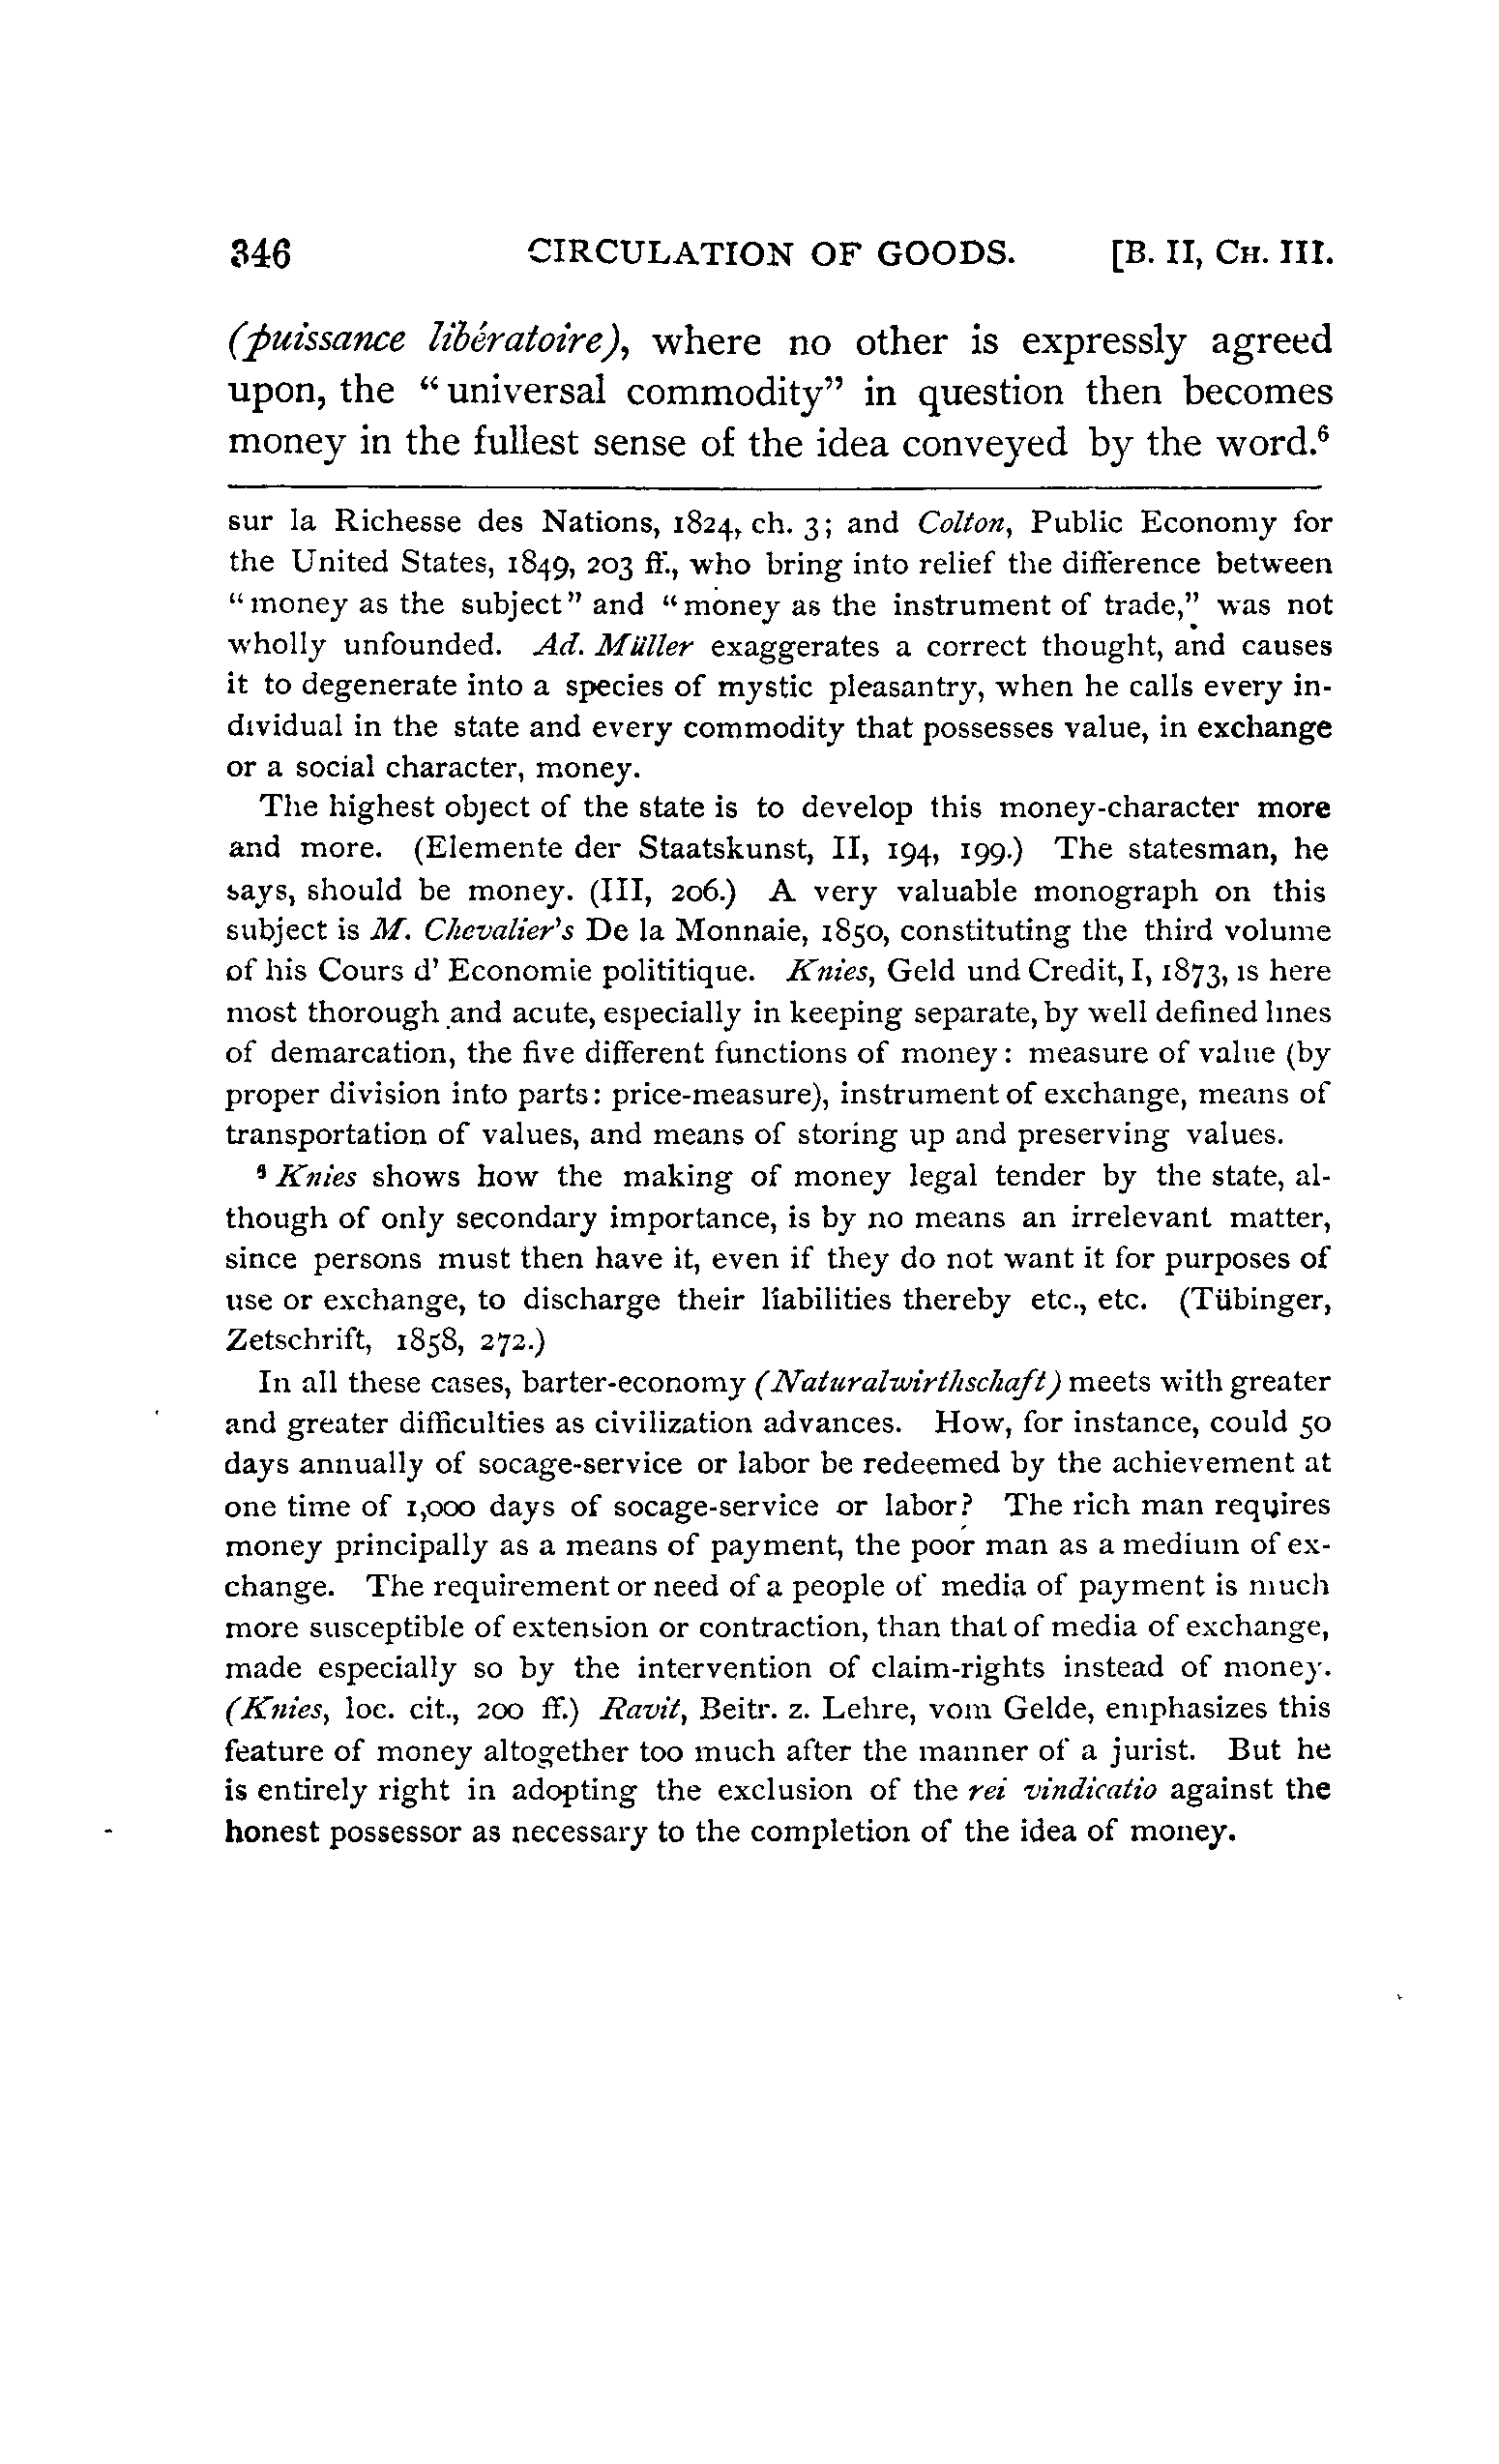 346 CIRCULATION OF GOODS. [B. II, CH. III.
(puissance libératoire), where no other is expressly agreed
upon, the “universal commodity” in question then becomes
money in the fullest sense of the idea conveyed by the word.⁶
sur la Richesse des Nations, 1824, ch. 3; and Colton, Public Economy for
the United States, 1849, 203 ff., who bring into relief the difference between
“money as the subject” and “money as the instrument of trade,” was not
wholly unfounded. Ad. Müller exaggerates a correct thought, and causes
it to degenerate into a species of mystic pleasantry, when he calls every in-
dividual in the state and every commodity that possesses value, in exchange
or a social character, money.
The highest object of the state is to develop this money-character more
and more. (Elemente der Staatskunst, II, 194, 199.) The statesman, he
says, should be money. (III, 206.) A very valuable monograph on this
subject is M. Chevalier's De la Monnaie, 1850, constituting the third volume
of his Cours d' Economie polititique. Knies, Geld und Credit, I, 1873, is here
most thorough and acute, especially in keeping separate, by well defined lines
of demarcation, the five different functions of money: measure of value (by
proper division into parts: price-measure), instrument of exchange, means of
transportation of values, and means of storing up and preserving values.
⁶ Knies shows how the making of money legal tender by the state, al-
though of only secondary importance, is by no means an irrelevant matter,
since persons must then have it, even if they do not want it for purposes of
use or exchange, to discharge their liabilities thereby etc., etc. (Tübinger,
Zetschrift, 1858, 272.)
In all these cases, barter-economy (Naturalwirthschaft) meets with greater
and greater difficulties as civilization advances. How, for instance, could 50
days annually of socage-service or labor be redeemed by the achievement at
one time of 1,000 days of socage-service or labor? The rich man requires
money principally as a means of payment, the poor man as a medium of ex-
change. The requirement or need of a people of media of payment is much
more susceptible of extension or contraction, than that of media of exchange,
made especially so by the intervention of claim-rights instead of money.
(Knies, loc. cit., 200 ff.) Ravit, Beitr. z. Lehre, vom Gelde, emphasizes this
feature of money altogether too much after the manner of a jurist. But he
is entirely right in adopting the exclusion of the rei vindicatio against the
honest possessor as necessary to the completion of the idea of money.